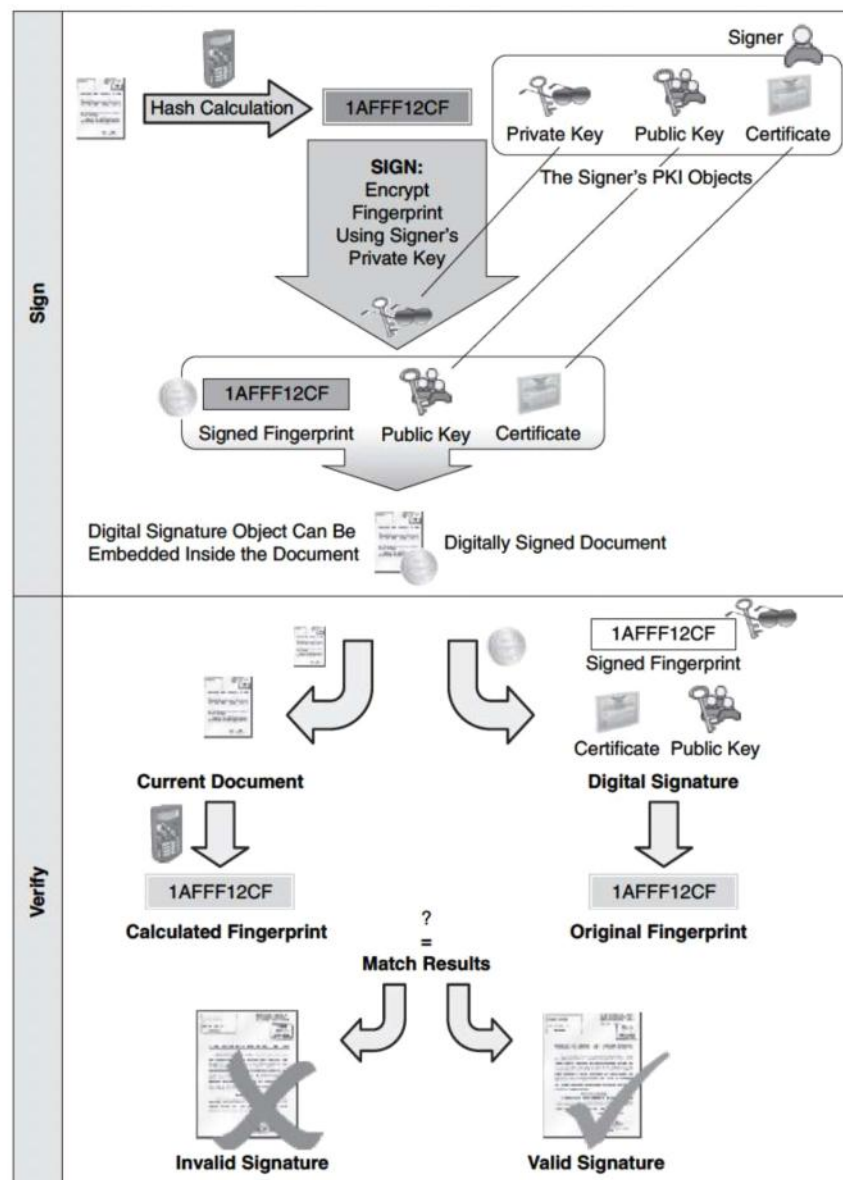 Sign
Signer
Hash Calculation
1AFFF12CF
Private Key
Public Key
Certificate
The Signer's PKI Objects
SIGN:
Encrypt
Fingerprint
Using Signer's
Private Key
1AFFF12CF
Signed Fingerprint
Public Key
Certificate
Digital Signature Object Can Be
Embedded Inside the Document
Digitally Signed Document
Verify
1AFFF12CF
Signed Fingerprint
Certificate
Public Key
Current Document
Digital Signature
1AFFF12CF
Calculated Fingerprint
1AFFF12CF
Original Fingerprint
?
=
Match Results
Invalid Signature
Valid Signature